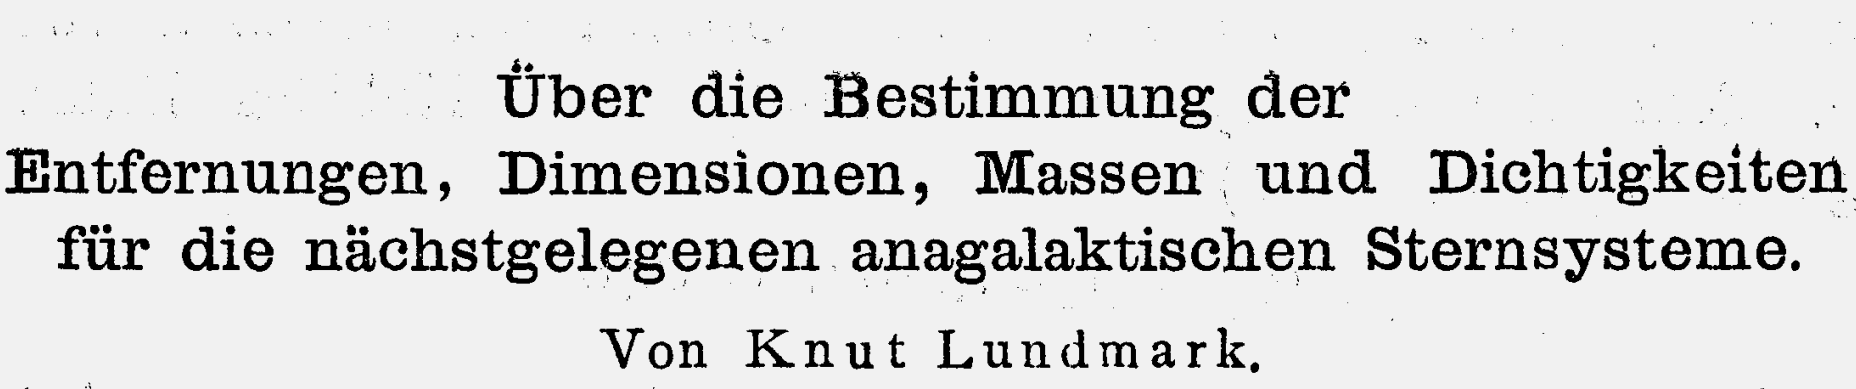 Über die Bestimmung der
Entfernungen, Dimensionen, Massen und Dichtigkeiten
für die nächstgelegenen anagalaktischen Sternsysteme.
Von Knut Lundmark.